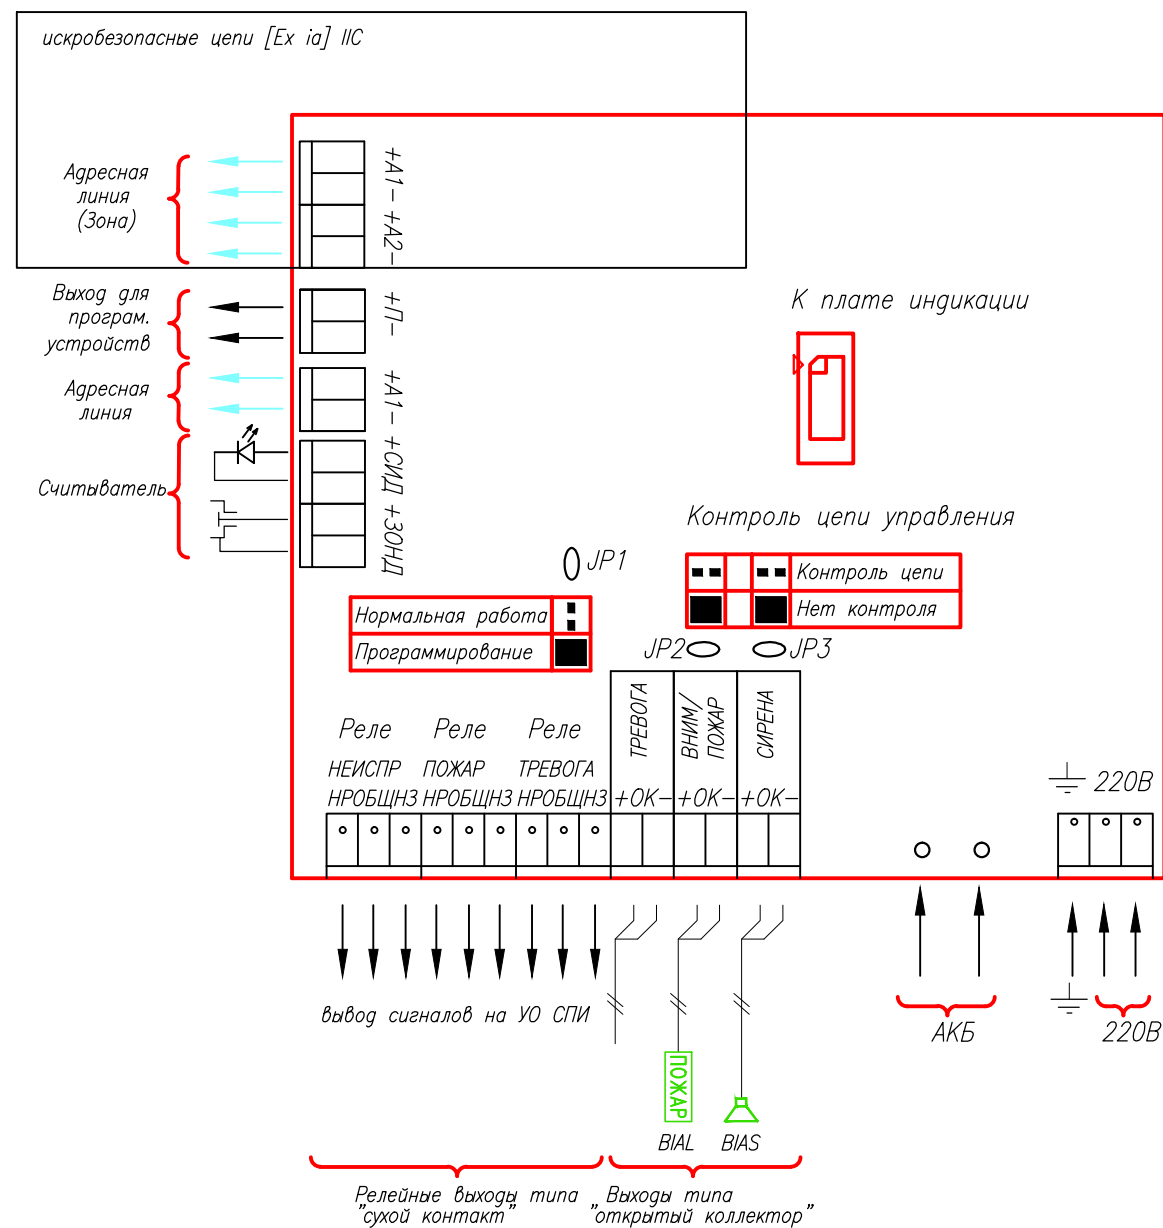 искробезопасные цепи [Ex ia] IIC
Адресная
линия
(Зона)
+А1-
+А2-
Выход для
програм.
устройств
+П-
Адресная
линия
+А1-
Считыватель
+СИД
+ЗОНД
К плате индикации
Контроль цепи управления
Контроль цепи
Нет контроля
JP1
Нормальная работа
Программирование
JP2
JP3
ТРЕВОГА
ВНИМ/
ПОЖАР
СИРЕНА
Реле
НЕИСПР
НРОБЩНЗ
Реле
ПОЖАР
НРОБЩНЗ
Реле
ТРЕВОГА
НРОБЩНЗ
+ОК-
+ОК-
+ОК-
220В
вывод сигналов на УО СПИ
АКБ
220В
ПОЖАР
BIAL
BIAS
Релейные выходы типа
"сухой контакт"
Выходы типа
"открытый коллектор"